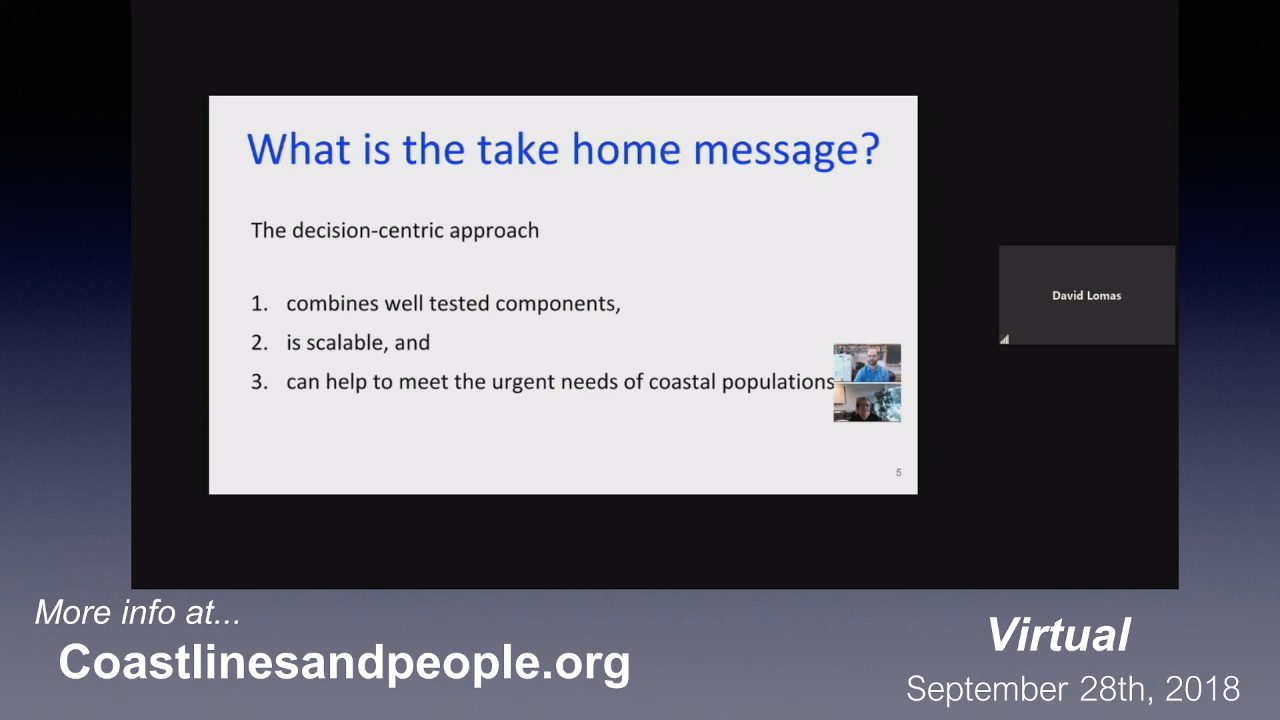 What is the take home message?
The decision-centric approach
1. combines well tested components,
2. is scalable, and
3. can help to meet the urgent needs of coastal populations
5
David Lomas
More info at...
Coastlinesandpeople.org
Virtual
September 28th, 2018